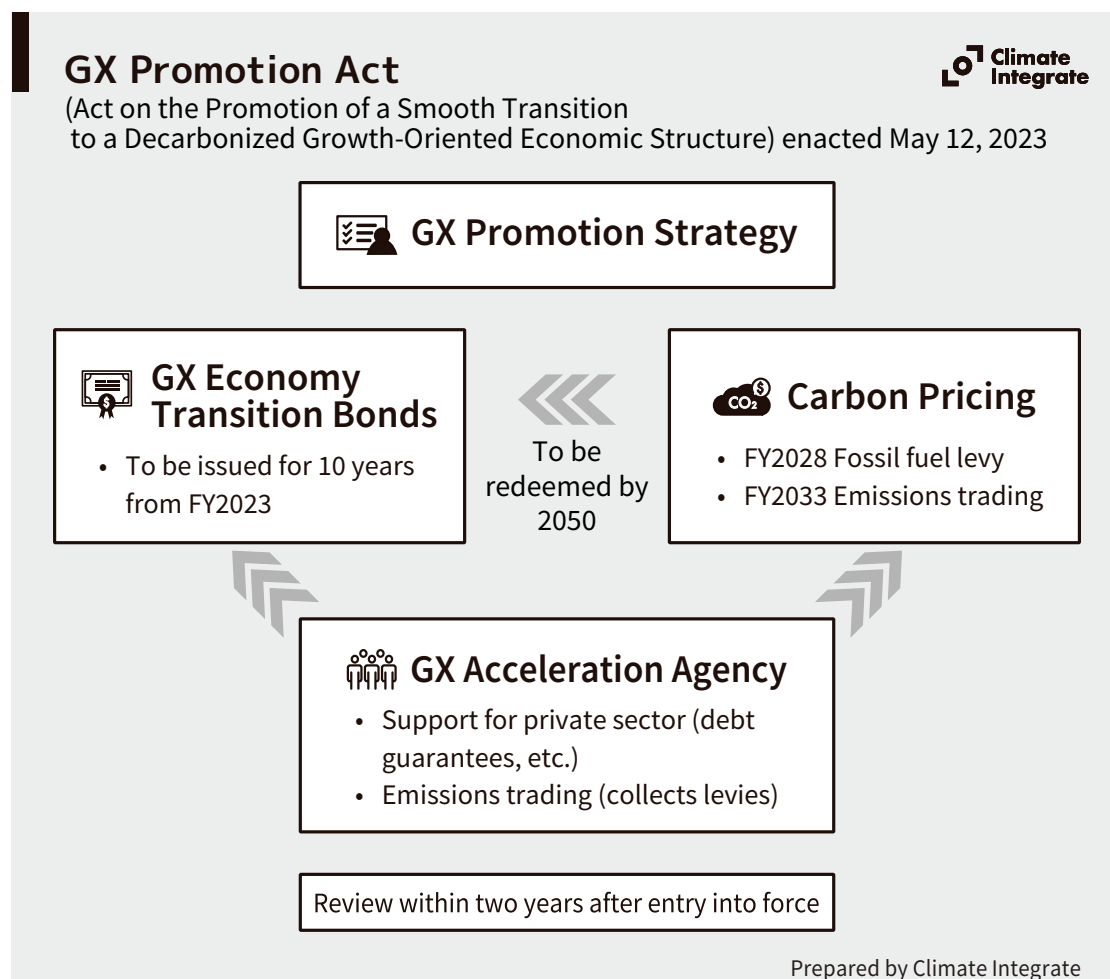 GX Promotion Act
Climate
Integrate
(Act on the Promotion of a Smooth Transition
to a Decarbonized Growth-Oriented Economic Structure) enacted May 12, 2023
GX Promotion Strategy
GX Economy
Transition Bonds
• To be issued for 10 years
from FY2023
To be
redeemed by
2050
$
CO₂
Carbon Pricing
• FY2028 Fossil fuel levy
• FY2033 Emissions trading
GX Acceleration Agency
• Support for private sector (debt
guarantees, etc.)
• Emissions trading (collects levies)
Review within two years after entry into force
Prepared by Climate Integrate